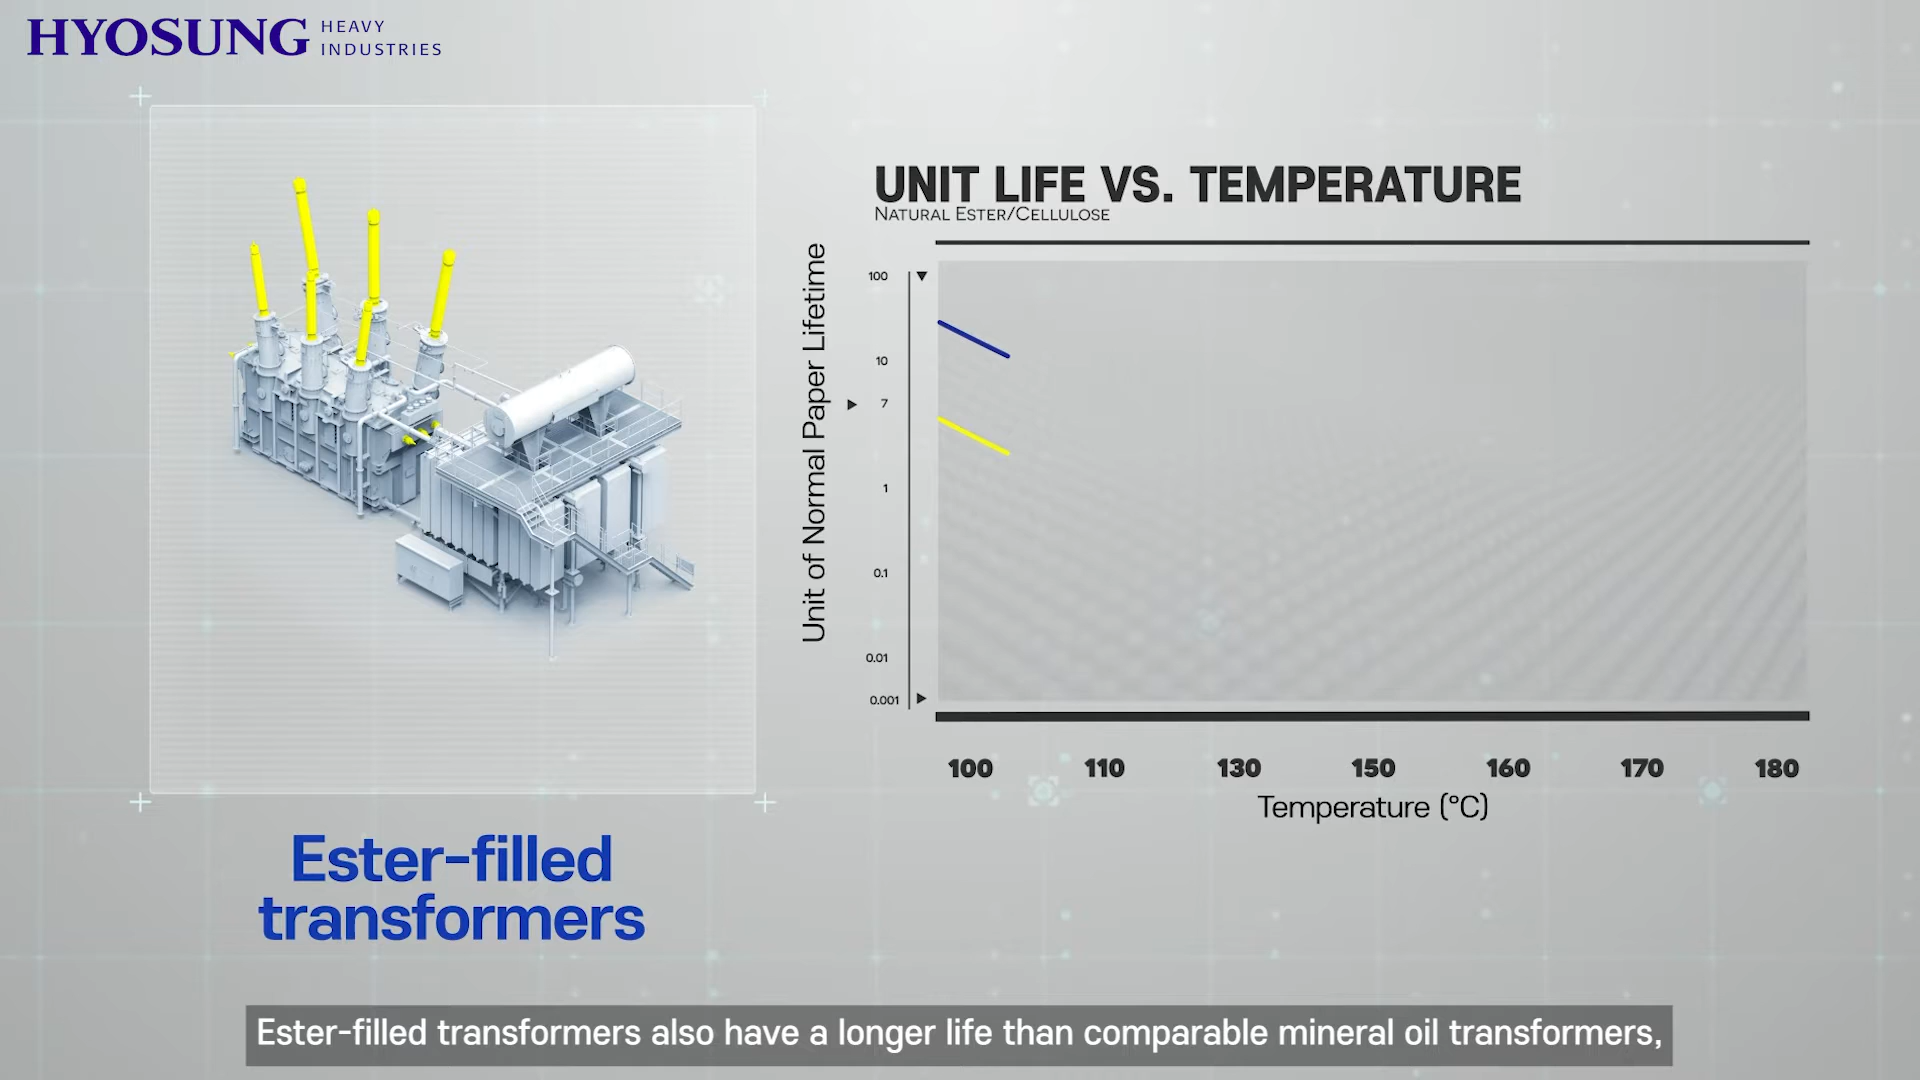 HYOSUNG HEAVY INDUSTRIES
UNIT LIFE VS. TEMPERATURE
NATURAL ESTER/CELLULOSE
Unit of Normal Paper Lifetime
100
10
7
1
0.1
0.01
0.001
100 110 130 150 160 170 180
Temperature (°C)
Ester-filled
transformers
Ester-filled transformers also have a longer life than comparable mineral oil transformers,